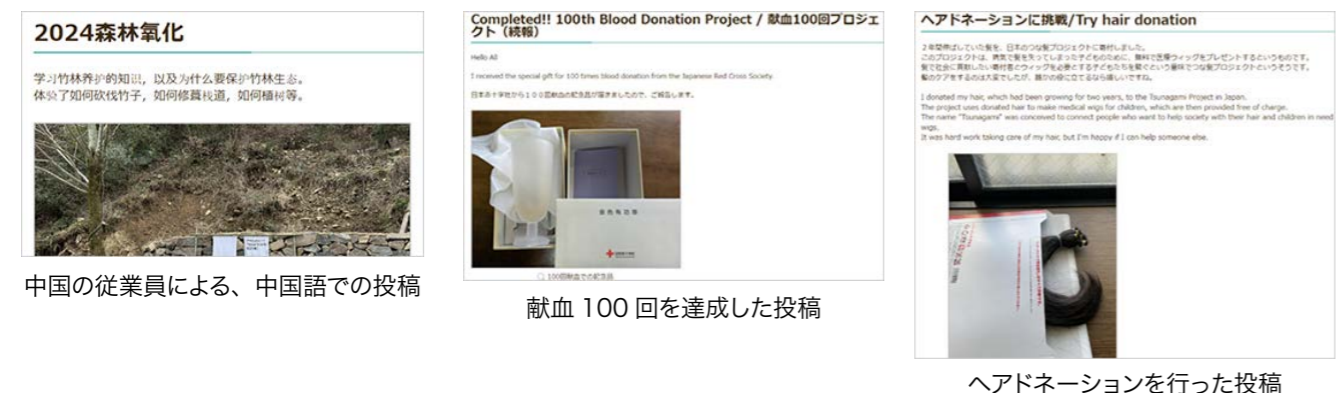 2024森林氧化
学习竹林养护的知识，以及为什么要保护竹林生态。
体验了如何砍伐竹子，如何修葺栈道，如何植树等。
中国の従業員による、中国語での投稿
Completed!! 100th Blood Donation Project / 献血100回プロジェ
クト（続報）
Hello All
I received the special gift for 100 times blood donation from the Japanese Red Cross Society.
日本赤十字社から１００回献血の記念品が届きましたので、ご報告します。
金色有功章
100回献血での記念品
献血 100 回を達成した投稿
ヘアドネーションに挑戦/Try hair donation
２年間伸ばしていた髪を、日本のつな髪プロジェクトに寄付しました。
このプロジェクトは、病気で髪を失ってしまった子どものために、無料で医療ウィッグをプレゼントするというものです。
髪で社会に貢献したい寄付者とウィッグを必要とする子どもたちを繋ぐという意味でつな髪プロジェクトというそうです。
髪のケアをするのは大変でしたが、誰かの役に立てるなら嬉しいですね。
I donated my hair, which had been growing for two years, to the Tsunagami Project in Japan.
The project uses donated hair to make medical wigs for children, which are then provided free of charge.
The name "Tsunagami" was conceived to connect people who want to help society with their hair and children in need
wigs.
It was hard work taking care of my hair, but I'm happy if I can help someone else.
ヘアドネーションを行った投稿